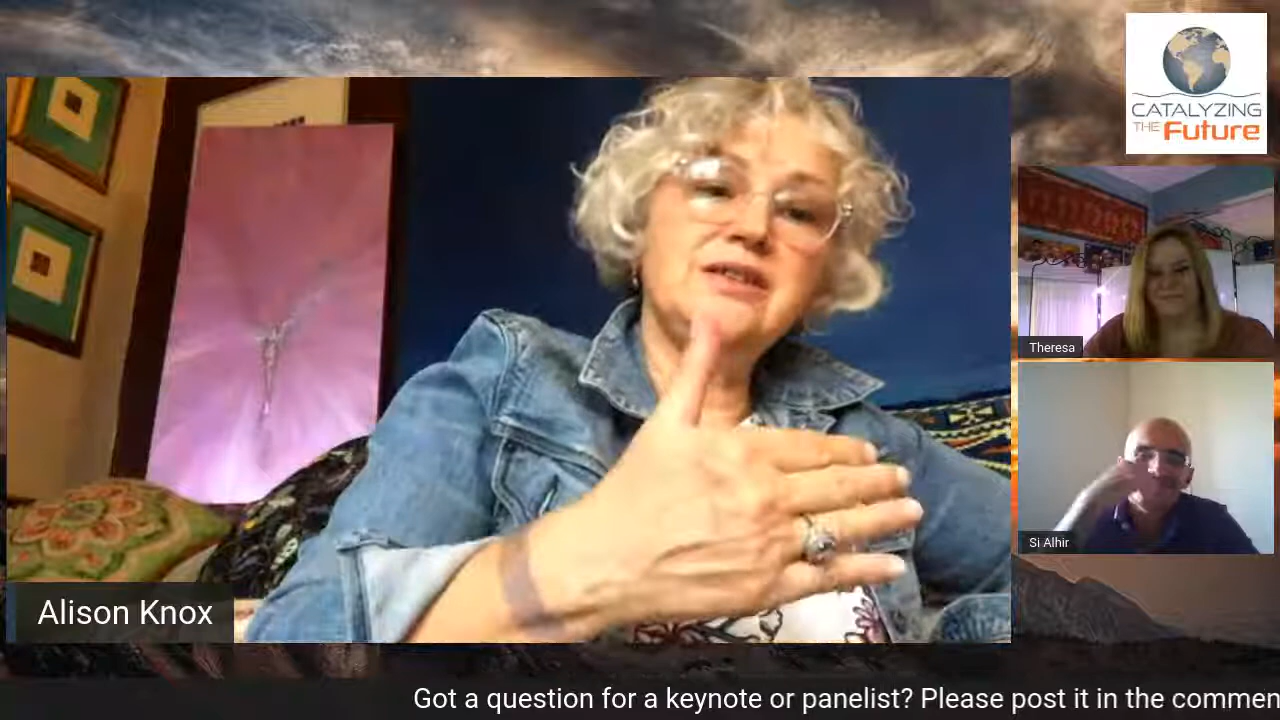 CATALYZING
THE Future
Theresa
Si Alhir
Alison Knox
Got a question for a keynote or panelist? Please post it in the commen